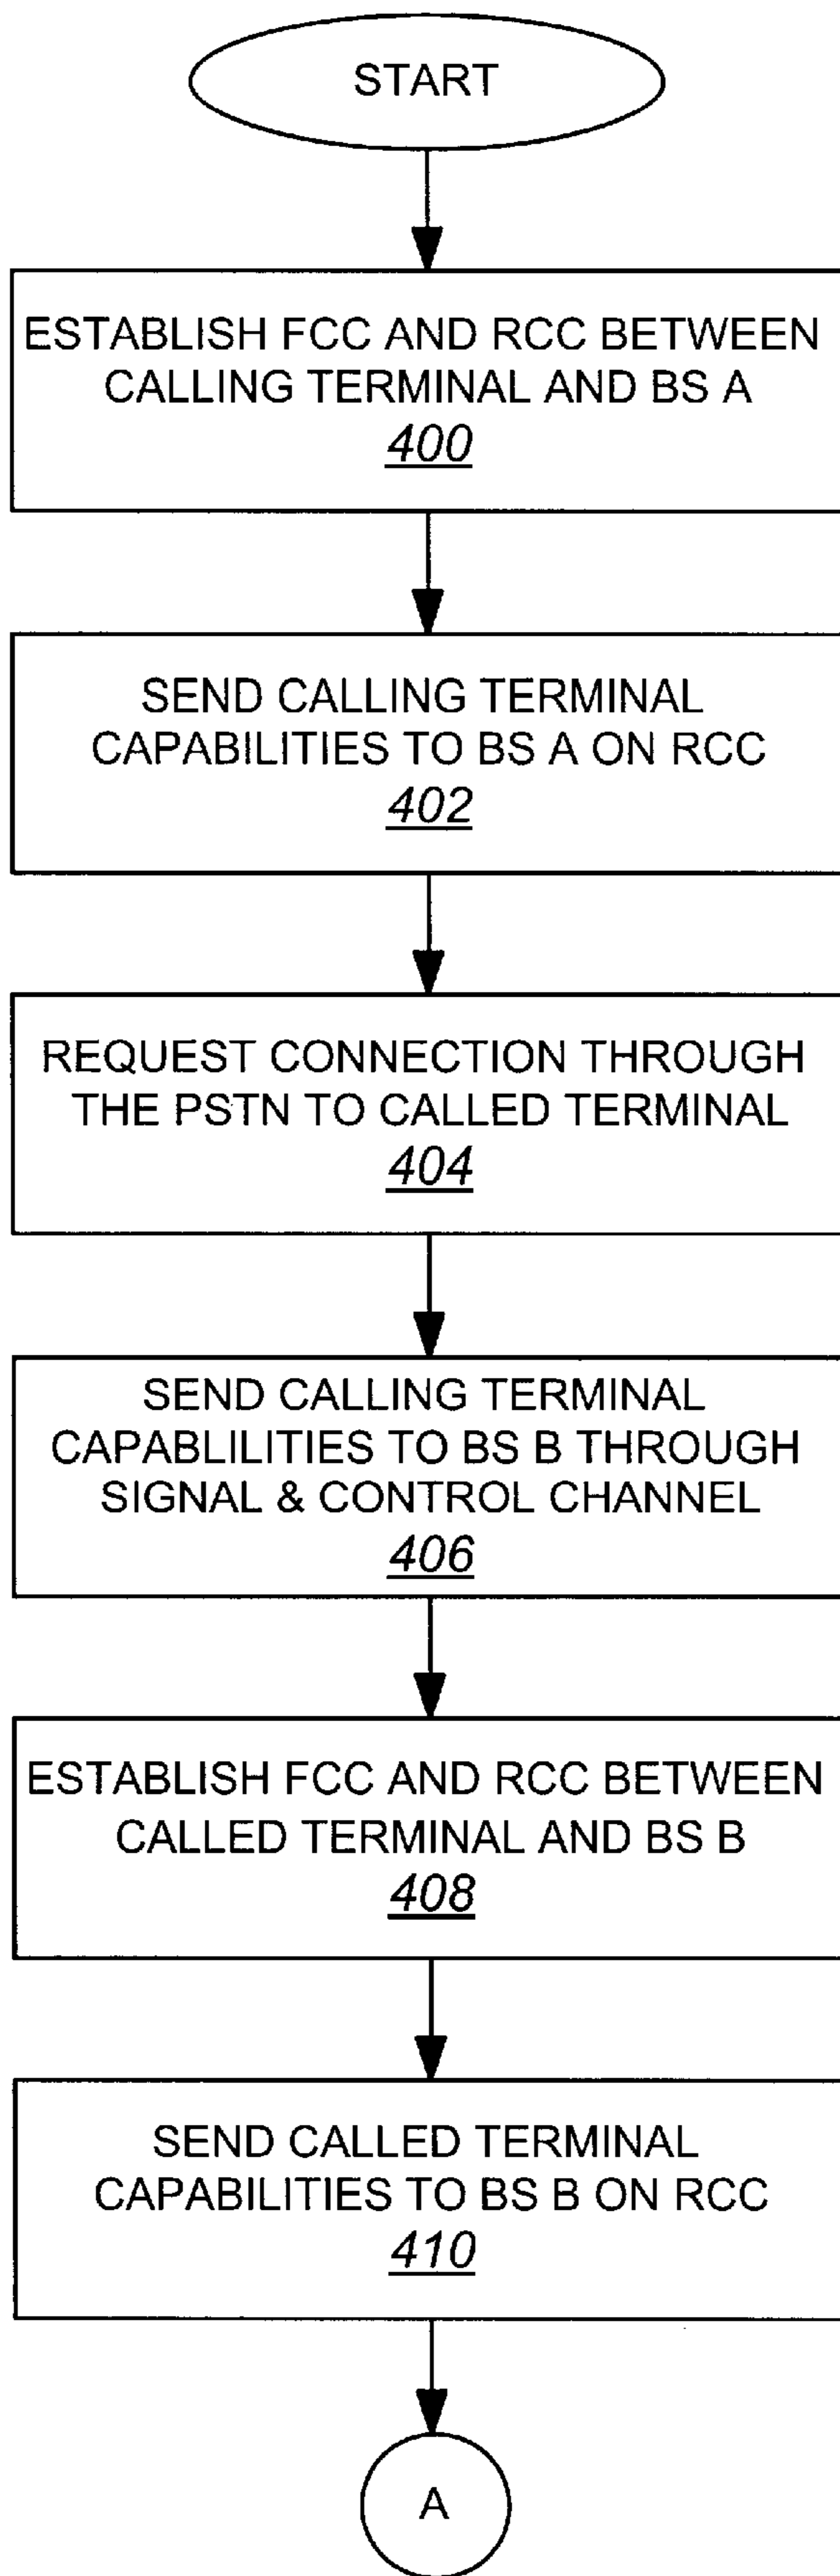 START
ESTABLISH FCC AND RCC BETWEEN
CALLING TERMINAL AND BS A
400
SEND CALLING TERMINAL
CAPABILITIES TO BS A ON RCC
402
REQUEST CONNECTION THROUGH
THE PSTN TO CALLED TERMINAL
404
SEND CALLING TERMINAL
CAPABLILITIES TO BS B THROUGH
SIGNAL & CONTROL CHANNEL
406
ESTABLISH FCC AND RCC BETWEEN
CALLED TERMINAL AND BS B
408
SEND CALLED TERMINAL
CAPABILITIES TO BS B ON RCC
410
A